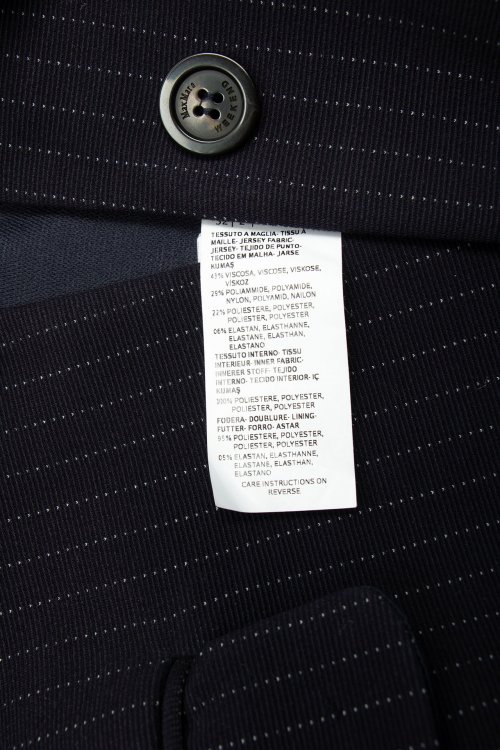 MaxMara
WEEKEND
TESSUTO A MAGLIA- TISSU A
MAILLE- JERSEY FABRIC-
JERSEY- TEJIDO DE PUNTO-
TECIDO EM MALHA- JARSE
KUMAŞ
VISCOSA, VISCOSE, VISKOSE,
VISKOZ
29% POLIAMMIDE, POLYAMIDE,
NYLON, POLYAMID, NAILON
22% POLIESTERE, POLYESTER,
POLIESTER, POLYESTER
06% ELASTAN, ELASTHANNE,
ELASTANE, ELASTHAN,
ELASTANO
TESSUTO INTERNO- TISSU
INTERIEUR- INNER FABRIC-
INNERER STOFF- TEJIDO
INTERNO- TECIDO INTERIOR- IÇ
KUMAŞ
100% POLIESTERE, POLYESTER,
POLIESTER, POLYESTER
FODERA- DOUBLURE- LINING-
FUTTER- FORRO- ASTAR
95% POLIESTERE, POLYESTER,
POLIESTER, POLYESTER
05% ELASTAN, ELASTHANNE,
ELASTANE, ELASTHAN,
ELASTANO
CARE INSTRUCTIONS ON
REVERSE